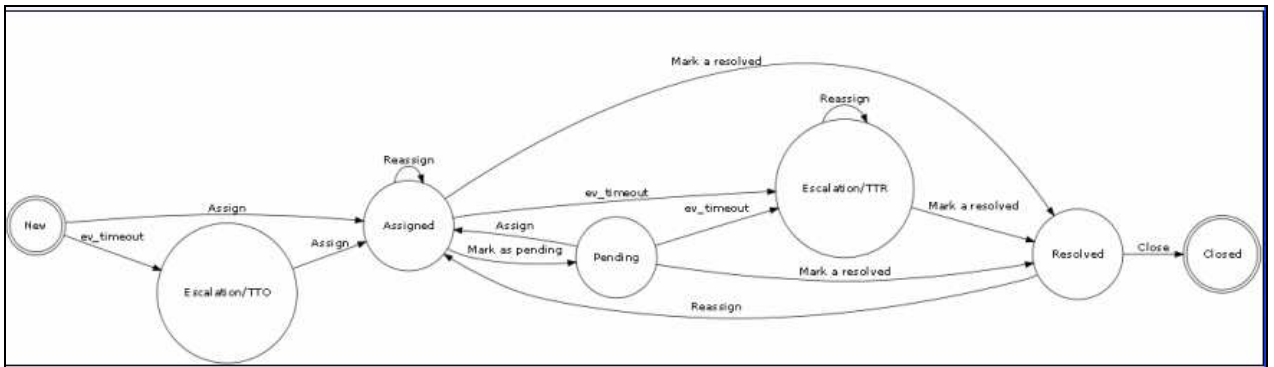 Mark a resolved
Reassign
Reassign
ev_timeout
Escalation/TTR
Assign
ev_timeout
Mark a resolved
New
ev_timeout
Assign
Assigned
Assign
Mark as pending
Pending
Resolved
Close
Closed
Mark a resolved
Escalation/TTO
Reassign